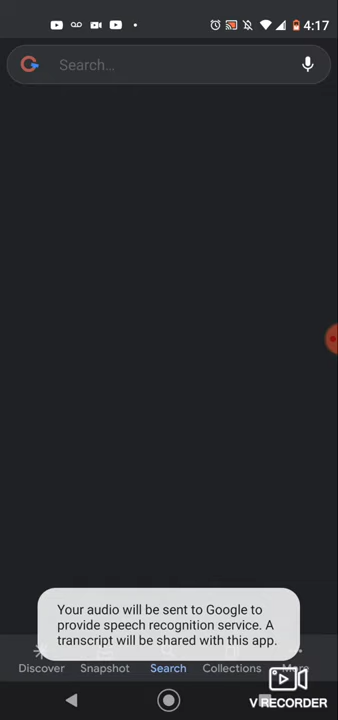 4:17
Search...
Your audio will be sent to Google to
provide speech recognition service. A
transcript will be shared with this app.
Discover Snapshot Search Collections More
V RECORDER